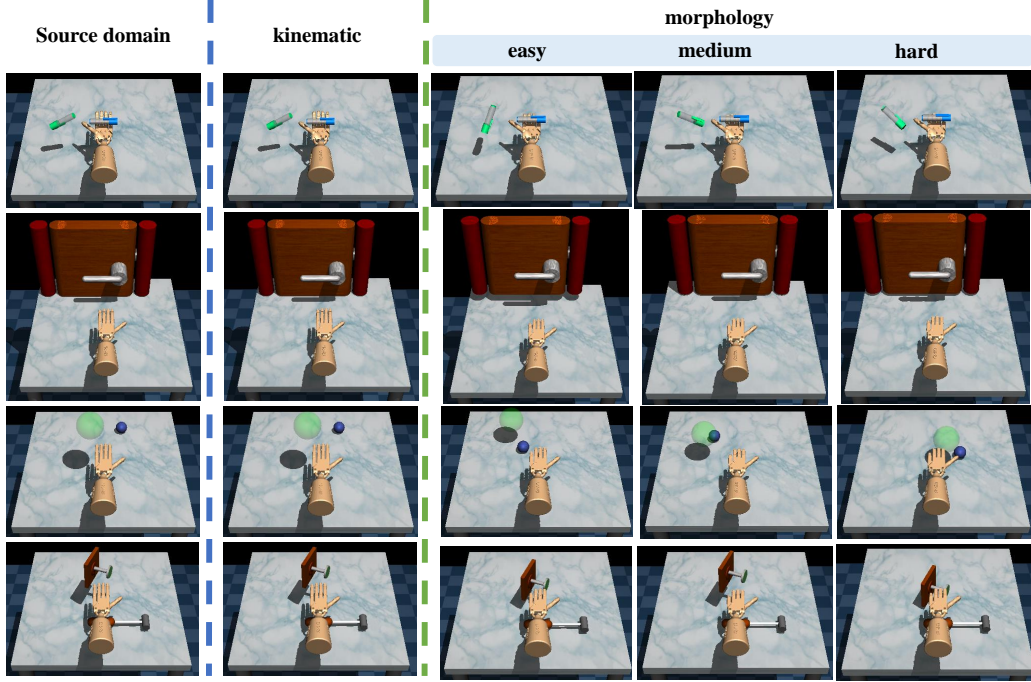 morphology
Source domain
kinematic
easy
medium
hard